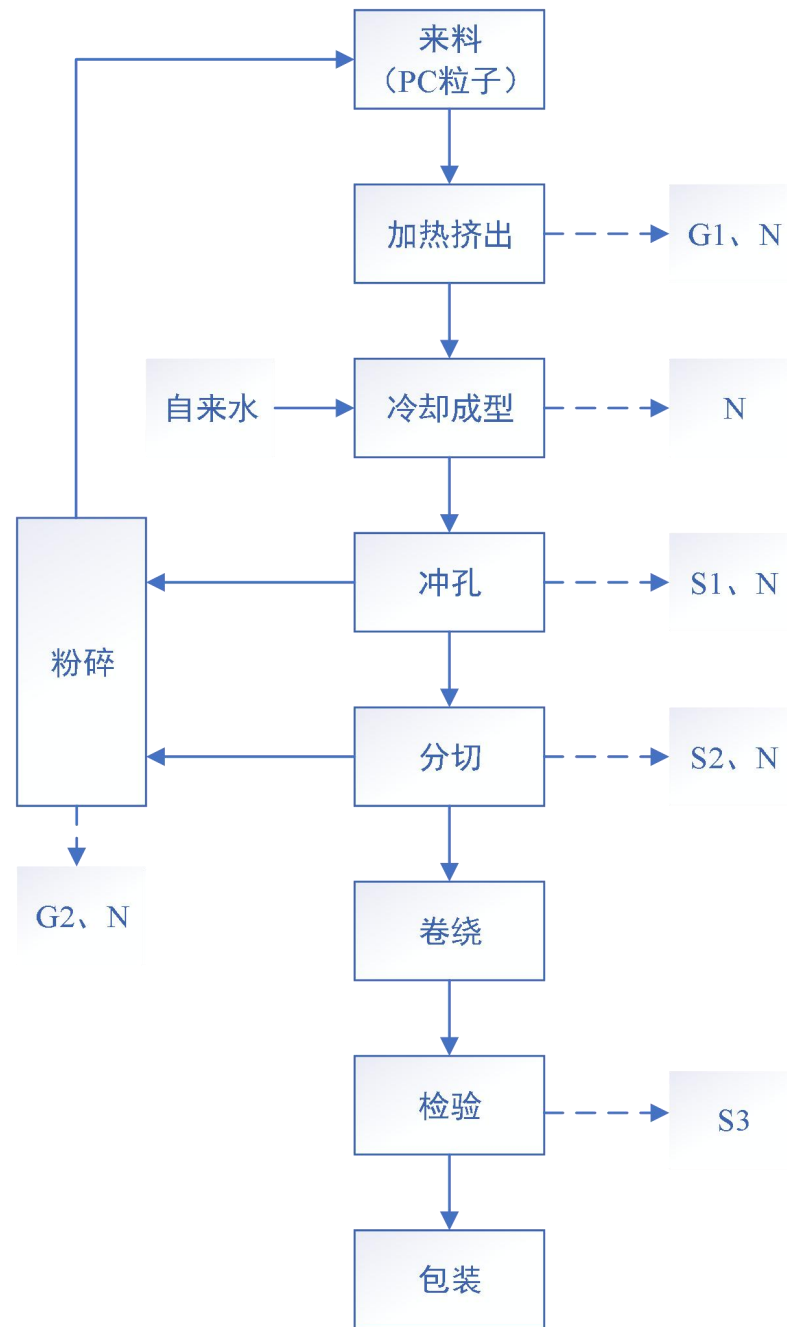 来料
（PC粒子）
加热挤出
G1、N
自来水
冷却成型
N
冲孔
S1、N
粉碎
分切
S2、N
G2、N
卷绕
检验
S3
包装